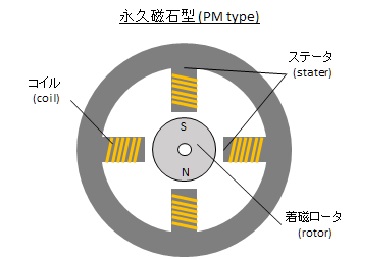 永久磁石型(PM type)
ステータ
(stater)
コイル
(coil)
S
N
着磁ロータ
(rotor)